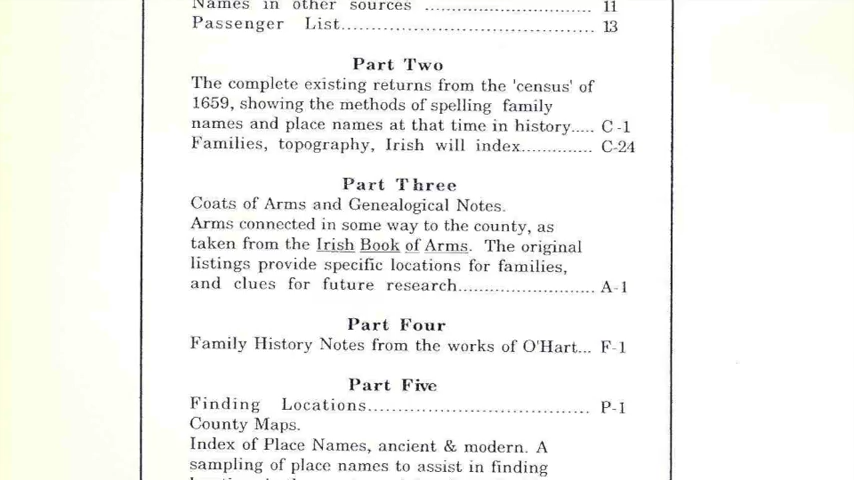 Names in other sources ................................ 11
Passenger List................................................ 13
Part Two
The complete existing returns from the 'census' of
1659, showing the methods of spelling family
names and place names at that time in history..... C -1
Families, topography, Irish will index.............. C-24
Part Three
Coats of Arms and Genealogical Notes.
Arms connected in some way to the county, as
taken from the Irish Book of Arms. The original
listings provide specific locations for families,
and clues for future research........................... A-1
Part Four
Family History Notes from the works of O'Hart... F-1
Part Five
Finding Locations.......................................... P-1
County Maps.
Index of Place Names, ancient & modern. A
sampling of place names to assist in finding